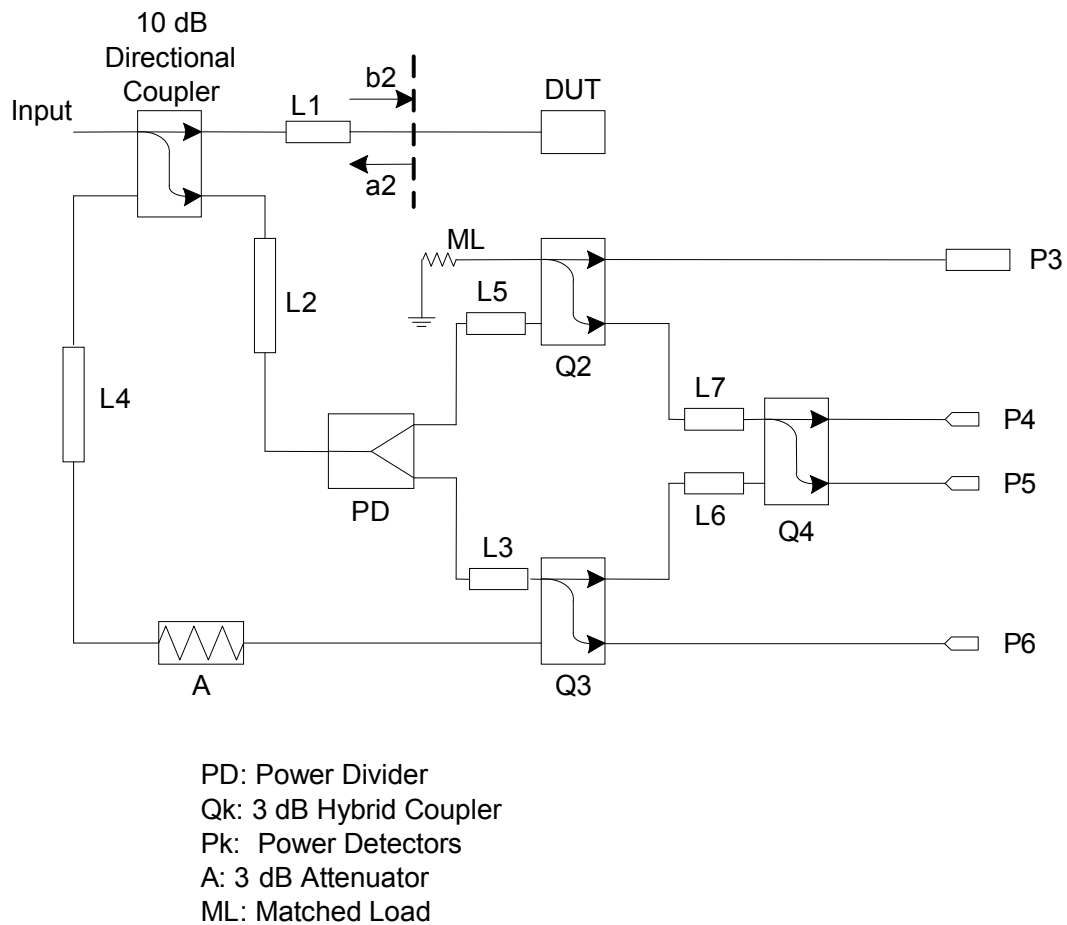 10 dB
Directional
Coupler
Input
L1
b2
a2
DUT
ML
P3
L5
L2
Q2
L4
L7
P4
P5
PD
L6
Q4
L3
P6
A
Q3
PD: Power Divider
Qk: 3 dB Hybrid Coupler
Pk: Power Detectors
A: 3 dB Attenuator
ML: Matched Load